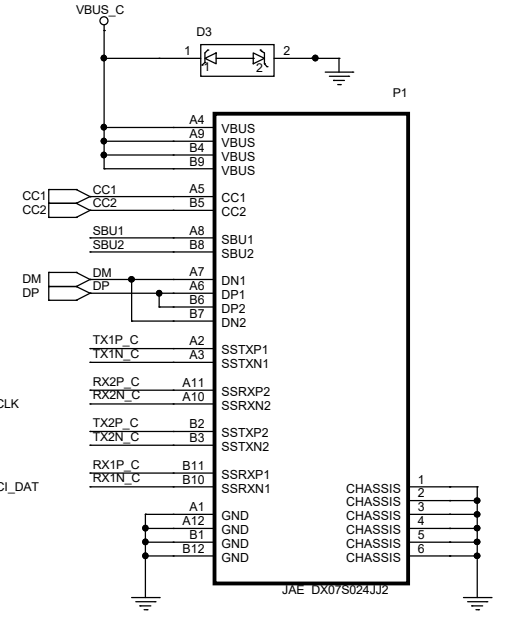 VBUS_C
D3
1 1 2 2
P1
A4 VBUS
A9 VBUS
B4 VBUS
B9 VBUS
CC1 CC1 A5 CC1
CC2 CC2 B5 CC2
SBU1 A8 SBU1
SBU2 B8 SBU2
DM DM A7 DN1
DP DP A6 DP1
B6 DP2
B7 DN2
TX1P_C A2 SSTXP1
TX1N_C A3 SSTXN1
RX2P_C A11 SSRXP2
RX2N_C A10 SSRXN2
CLK
TX2P_C B2 SSTXP2
TX2N_C B3 SSTXN2
RX1P_C B11 SSRXP1
RX1N_C B10 SSRXN1
CI_DAT
CHASSIS 1
CHASSIS 2
A1 GND CHASSIS 3
A12 GND CHASSIS 4
B1 GND CHASSIS 5
B12 GND CHASSIS 6
JAE DX07S024JJ2